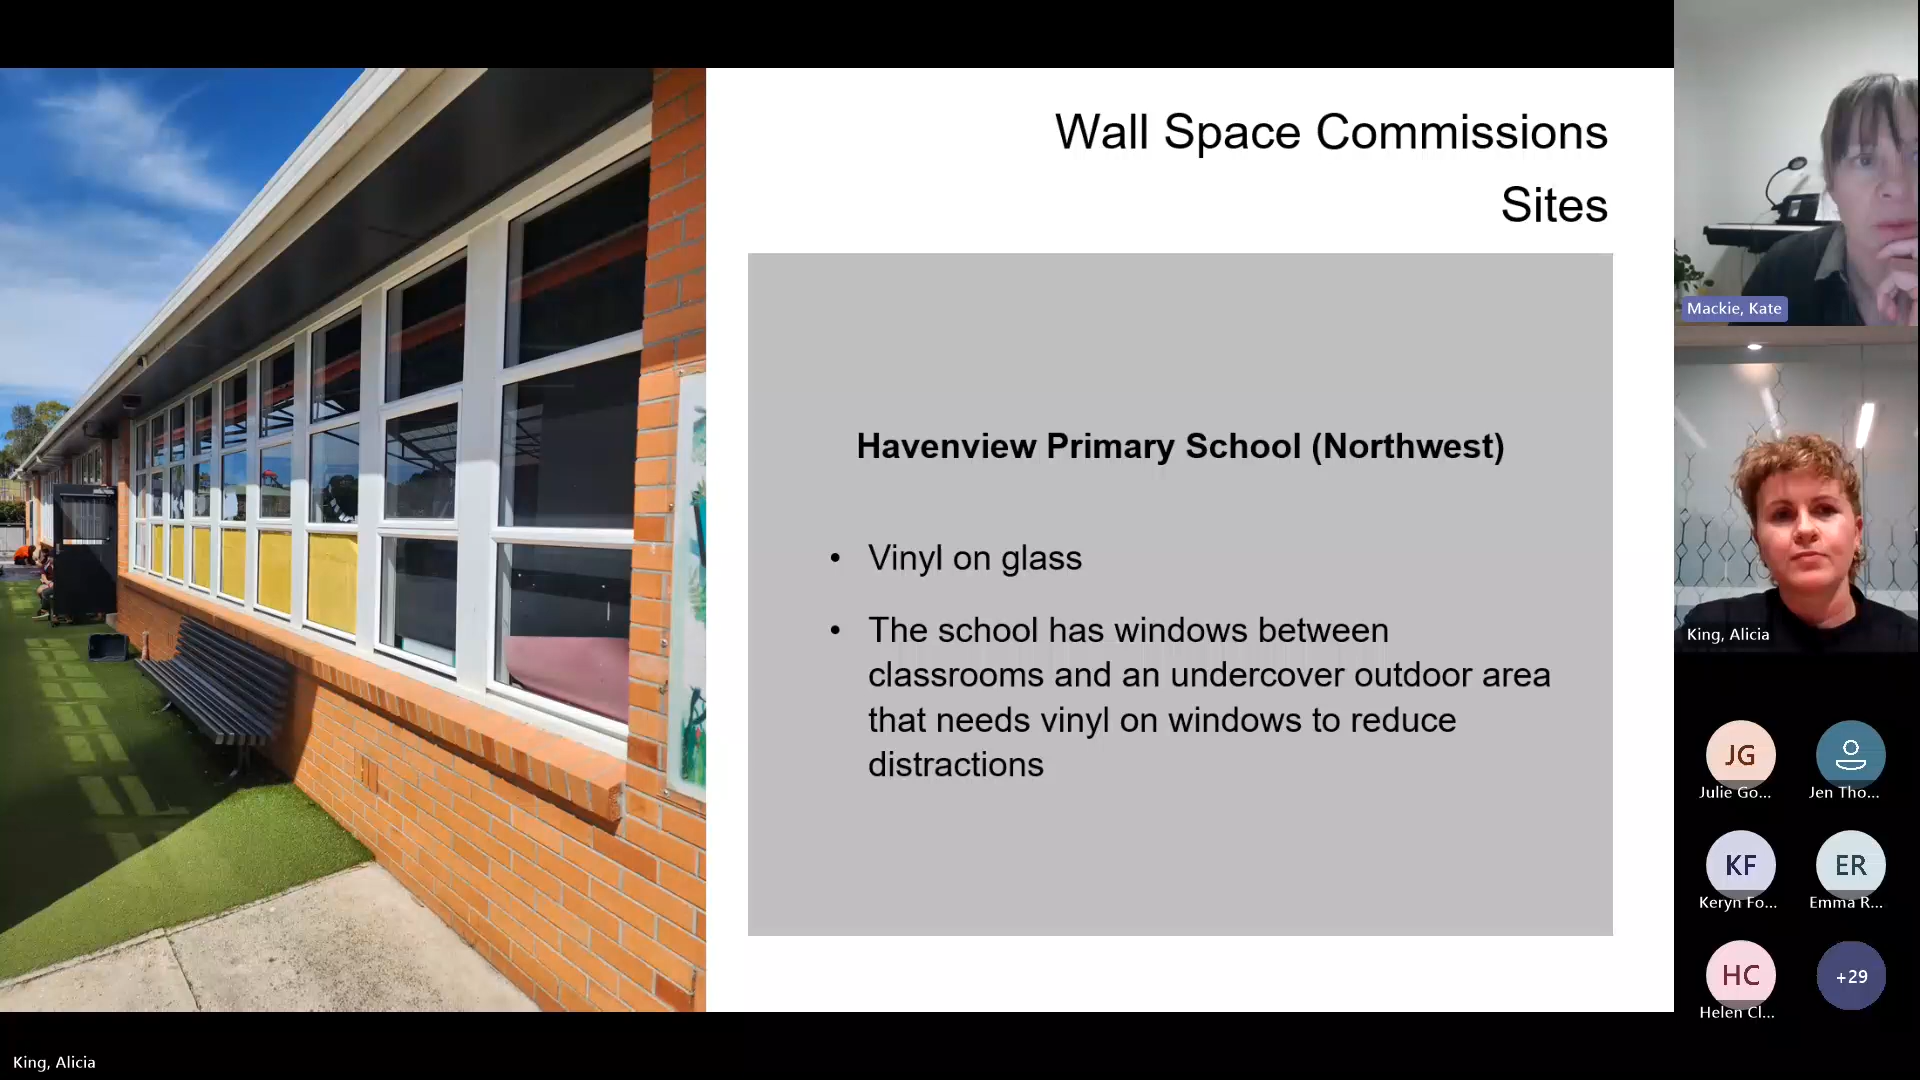 Wall Space Commissions
Sites
Havenview Primary School (Northwest)
• Vinyl on glass
• The school has windows between
classrooms and an undercover outdoor area
that needs vinyl on windows to reduce
distractions
Mackie, Kate
King, Alicia
JG
Julie Go...
Jen Tho...
KF
Keryn Fo...
ER
Emma R...
HC
Helen Cl...
+29
King, Alicia